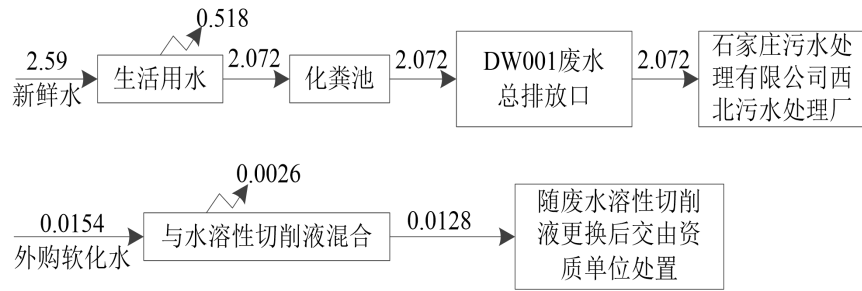 0.518
2.59
新鲜水
生活用水
2.072
化粪池
2.072
DW001废水
总排放口
2.072
石家庄污水处
理有限公司西
北污水处理厂
0.0026
0.0154
外购软化水
与水溶性切削液混合
0.0128
随废水溶性切削
液更换后交由资
质单位处置